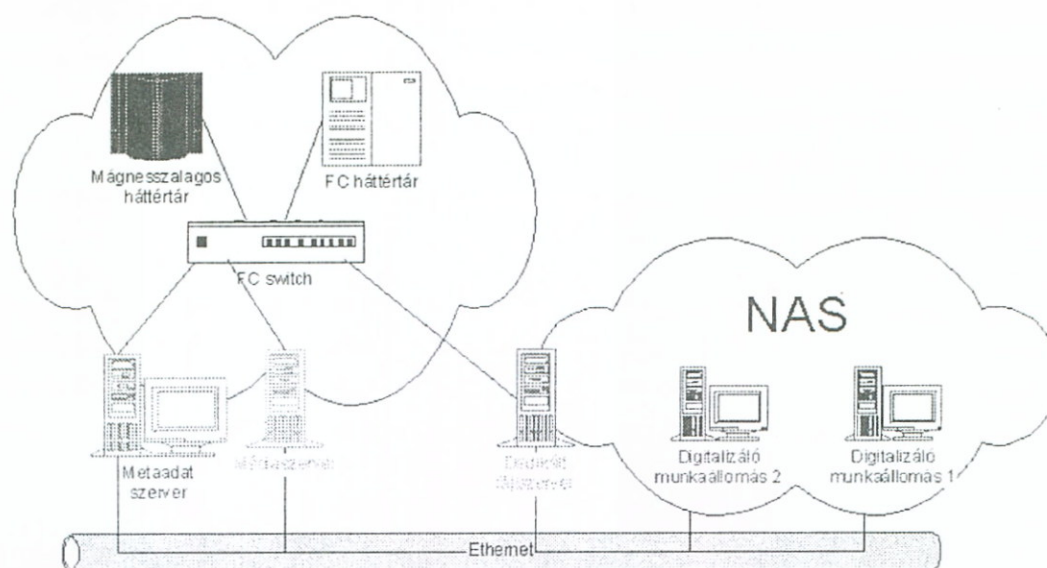 Mágnesszalagos
háttértár
FC háttértár
FC switch
NAS
Metaadat
szerver
Digitalizáló
munkaállomás 2
Digitalizáló
munkaállomás 1
Ethernet